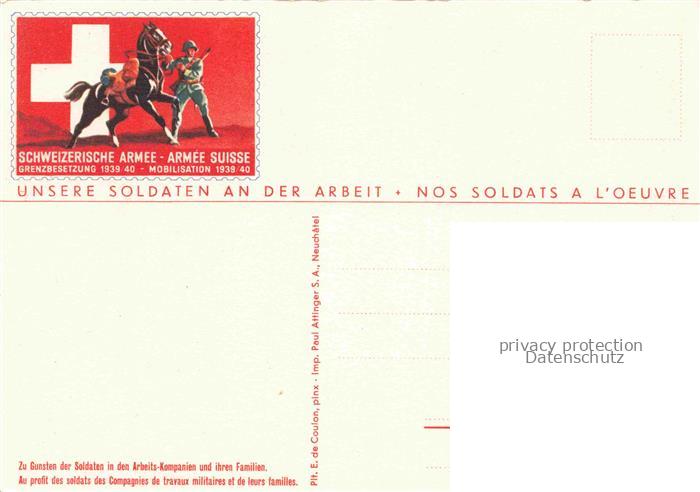 SCHWEIZERISCHE ARMEE - ARMÉE SUISSE
GRENZBESETZUNG 1939/40 - MOBILISATION 1939/40
UNSERE SOLDATEN AN DER ARBEIT + NOS SOLDATS A L'OEUVRE
Plt. E. de Coulon, pinx - Imp. Paul Attinger S. A., Neuchâtel
privacy protection
Datenschutz
Zu Gunsten der Soldaten in den Arbeits-Kompanien und ihren Familien.
Au profit des soldats des Compagnies de travaux militaires et de leurs familles.